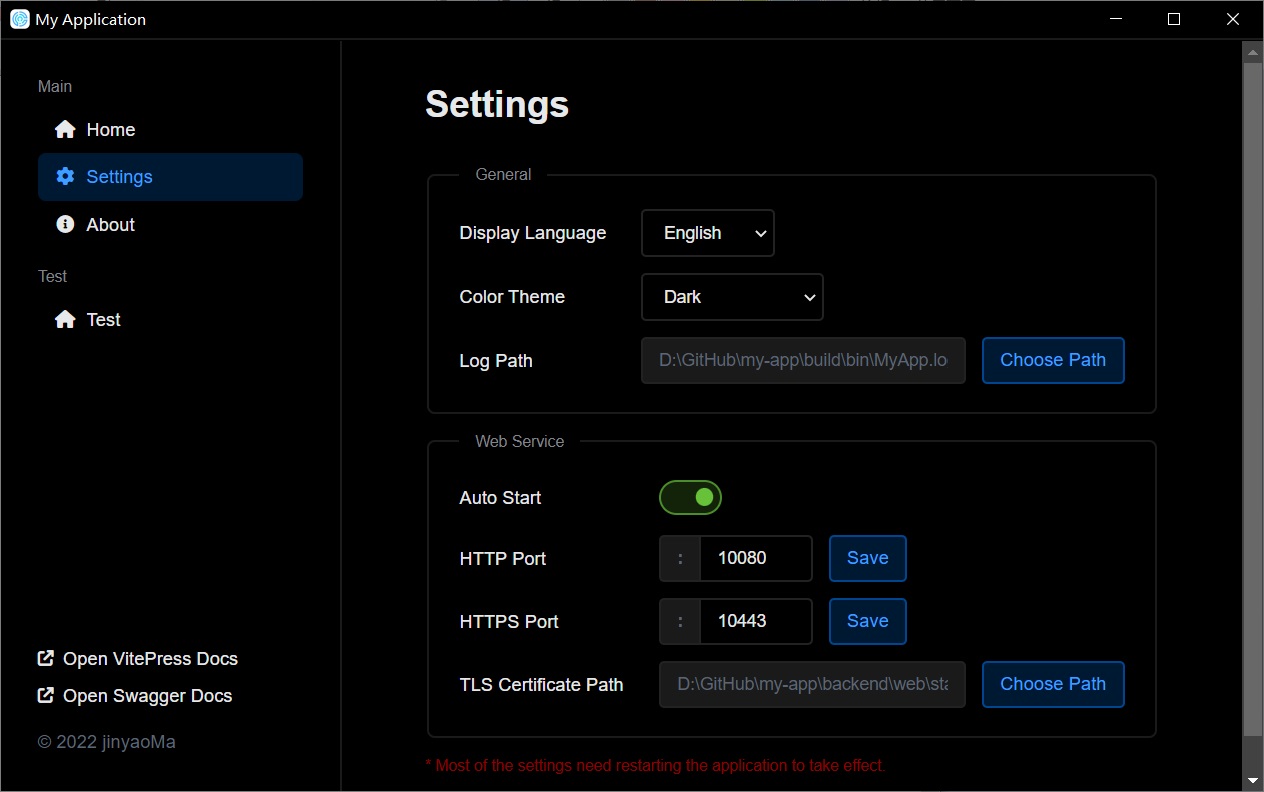 My Application
Main
Home
Settings
About
Test
Test
Open VitePress Docs
Open Swagger Docs
© 2022 jinyaoMa
Settings
General
Display Language English
Color Theme Dark
Log Path D:\GitHub\my-app\build\bin\MyApp.lo Choose Path
Web Service
Auto Start
HTTP Port : 10080 Save
HTTPS Port : 10443 Save
TLS Certificate Path D:\GitHub\my-app\backend\web\sta Choose Path
* Most of the settings need restarting the application to take effect.